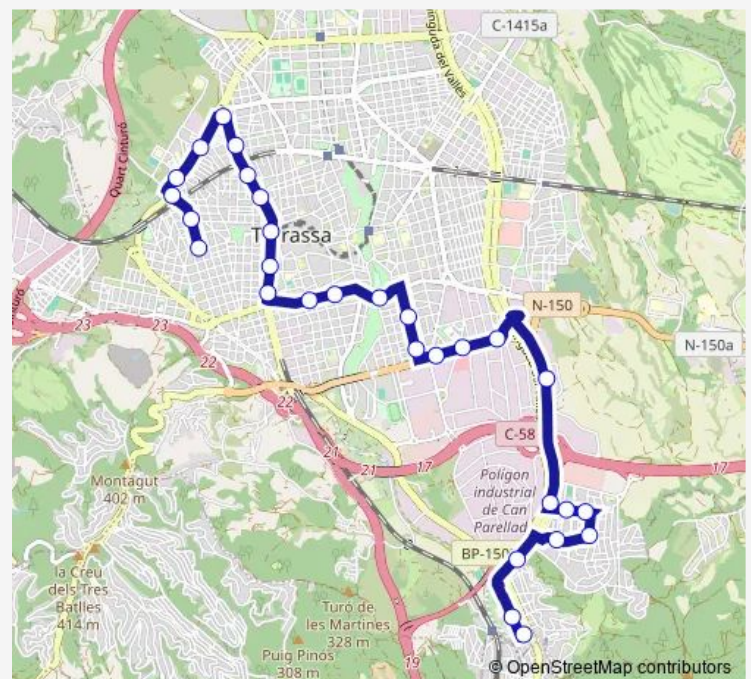 C-1415a
Avinguda del Vallès
Quart Cinturó
Terrassa
N-150
N-150a
23
23
22
22
21
21
17
C-58
17
Montagut
402 m
Polígon
industrial
de Can
Parellada
BP-150
la Creu
dels Tres
Batlles
414 m
Turó de
les Martines
328 m
Puig Pinós
308 m
19
© OpenStreetMap contributors